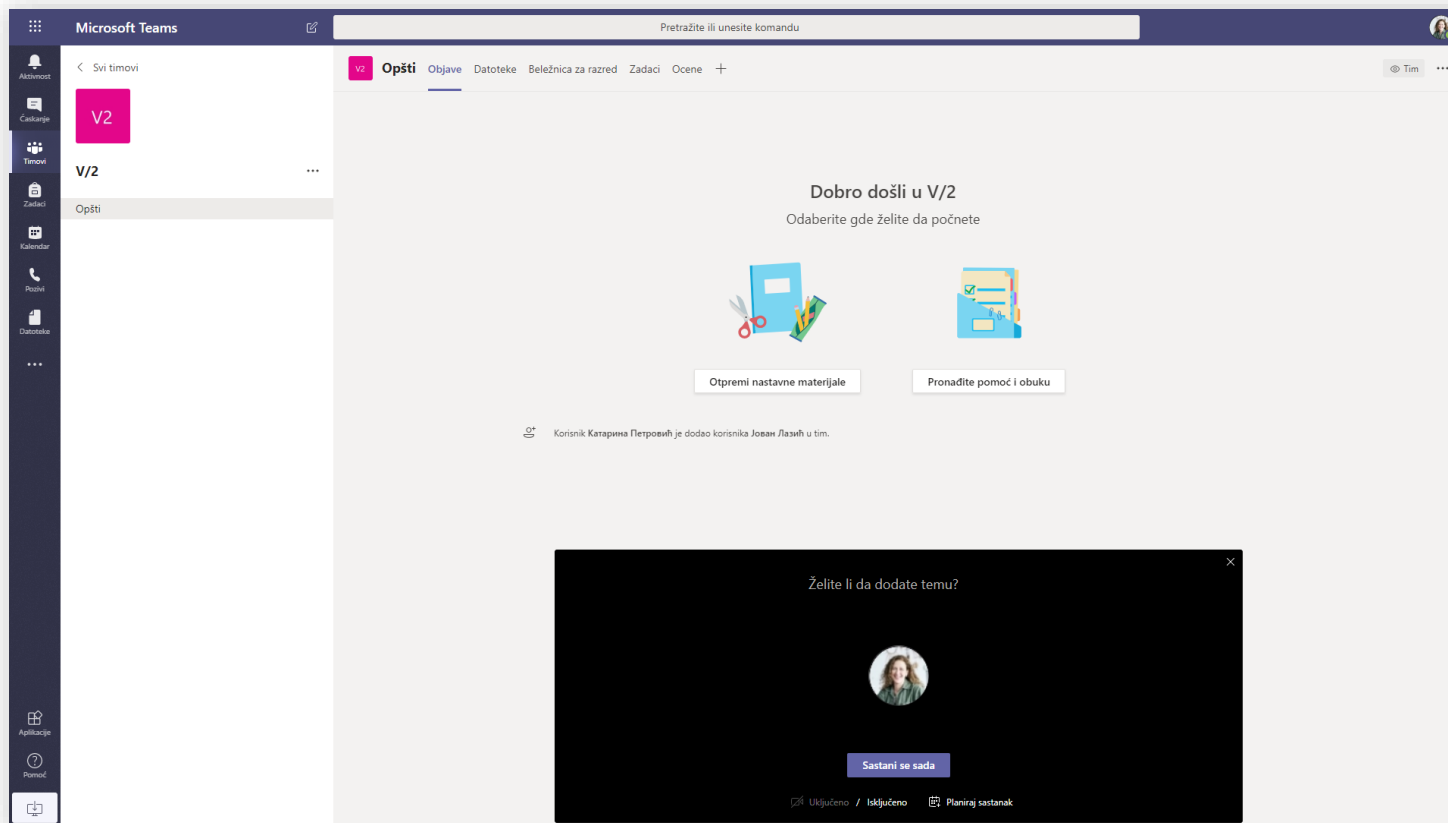 Microsoft Teams
Pretražite ili unesite komandu
Aktivnost
Ćaskanje
Timovi
Zadaci
Kalendar
Pozivi
Datoteke
Aplikacije
Pomoć
Svi timovi
V2
V/2
Opšti
V2 Opšti Objave Datoteke Beležnica za razred Zadaci Ocene
Tim
Dobro došli u V/2
Odaberite gde želite da počnete
Otpremi nastavne materijale
Pronađite pomoć i obuku
Korisnik Катарина Петровић je dodao korisnika Јован Лазић u tim.
Želite li da dodate temu?
Sastani se sada
Uključeno / Isključeno Planiraj sastanak